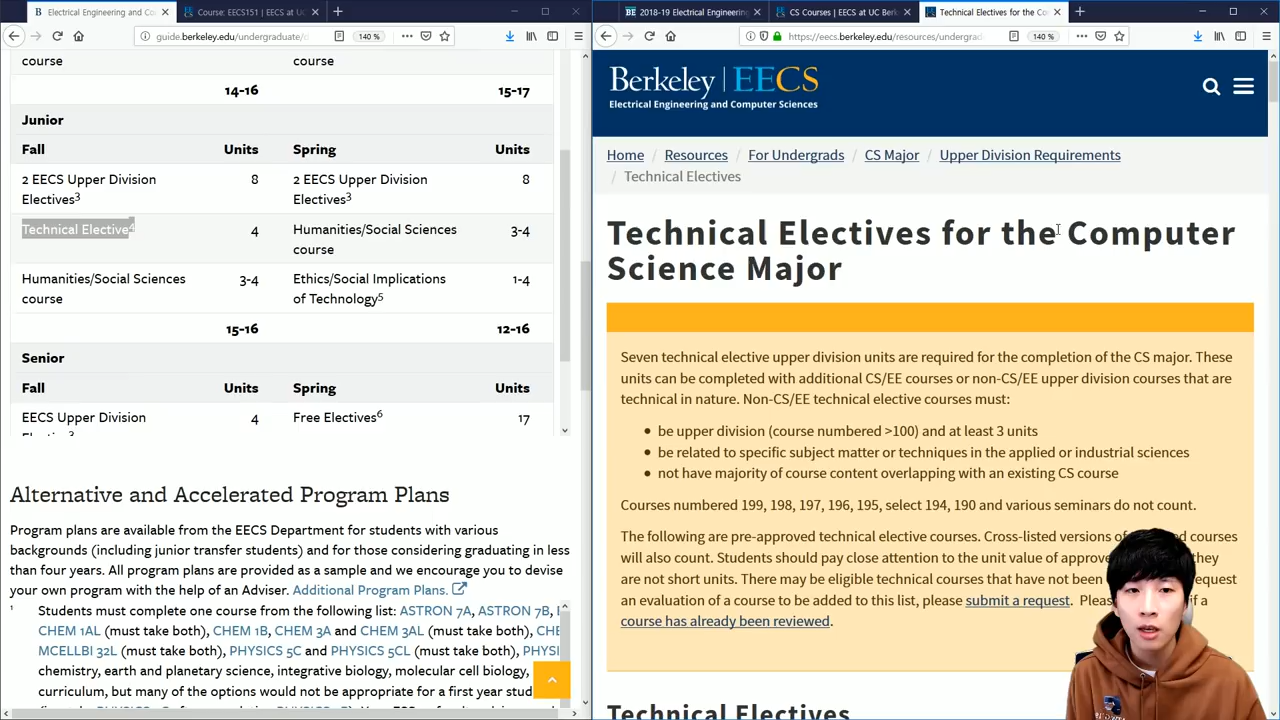 Electrical Engineering and Co
Course: EECS151 | EECS at UC
guide.berkeley.edu/undergraduate/d
140 %
course
course
14-16
15-17
Junior
Fall
Units
Spring
Units
2 EECS Upper Division
Electives3
8
2 EECS Upper Division
Electives3
8
Technical Elective4
4
Humanities/Social Sciences
course
3-4
Humanities/Social Sciences
course
3-4
Ethics/Social Implications
of Technology5
1-4
15-16
12-16
Senior
Fall
Units
Spring
Units
EECS Upper Division
4
Free Electives6
17
Alternative and Accelerated Program Plans
Program plans are available from the EECS Department for students with various
backgrounds (including junior transfer students) and for those considering graduating in less
than four years. All program plans are provided as a sample and we encourage you to devise
your own program with the help of an Adviser. Additional Program Plans.
1 Students must complete one course from the following list: ASTRON 7A, ASTRON 7B,
CHEM 1AL (must take both), CHEM 1B, CHEM 3A and CHEM 3AL (must take both), CHE
MCELLBI 32L (must take both), PHYSICS 5C and PHYSICS 5CL (must take both), PHYSI
chemistry, earth and planetary science, integrative biology, molecular cell biology,
curriculum, but many of the options would not be appropriate for a first year stud
2018-19 Electrical Engineering
CS Courses | EECS at UC Berk
Technical Electives for the Co
https://eecs.berkeley.edu/resources/undergrad
140 %
Berkeley EECS
Electrical Engineering and Computer Sciences
Home / Resources / For Undergrads / CS Major / Upper Division Requirements
/ Technical Electives
Technical Electives for the Computer
Science Major
Seven technical elective upper division units are required for the completion of the CS major. These
units can be completed with additional CS/EE courses or non-CS/EE upper division courses that are
technical in nature. Non-CS/EE technical elective courses must:
• be upper division (course numbered >100) and at least 3 units
• be related to specific subject matter or techniques in the applied or industrial sciences
• not have majority of course content overlapping with an existing CS course
Courses numbered 199, 198, 197, 196, 195, select 194, 190 and various seminars do not count.
The following are pre-approved technical elective courses. Cross-listed versions of courses
will also count. Students should pay close attention to the unit value of they
are not short units. There may be eligible technical courses that have not been request
an evaluation of a course to be added to this list, please submit a request. if a
course has already been reviewed.
Technical Electives